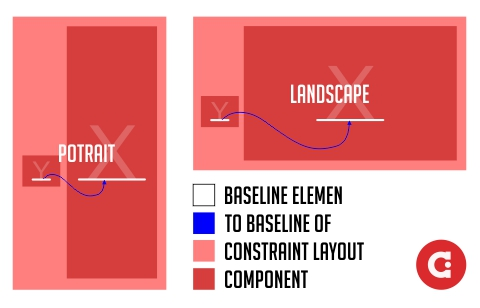 Y
X
POTRAIT
Y
X
LANDSCAPE
BASELINE ELEMEN
TO BASELINE OF
CONSTRAINT LAYOUT
COMPONENT